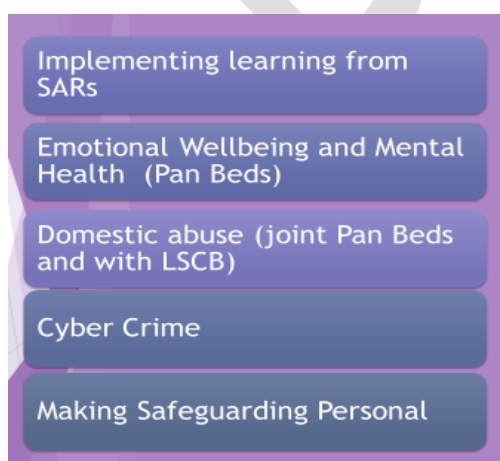 Implementing learning from
SARs
Emotional Wellbeing and Mental
Health (Pan Beds)
Domestic abuse (joint Pan Beds
and with LSCB)
Cyber Crime
Making Safeguarding Personal